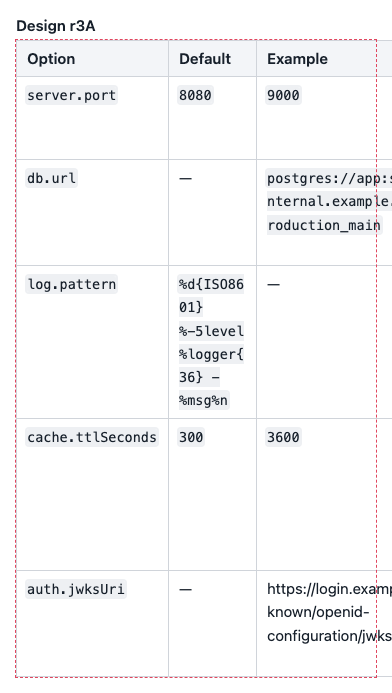 Design r3A
Option Default Example
server.port 8080 9000
db.url — postgres://app:s
nternal.example.
roduction_main
log.pattern %d{ISO86 —
01}
%-5level
%logger{
36} -
%msg%n
cache.ttlSeconds 300 3600
auth.jwksUri — https://login.examp
known/openid-
configuration/jwks